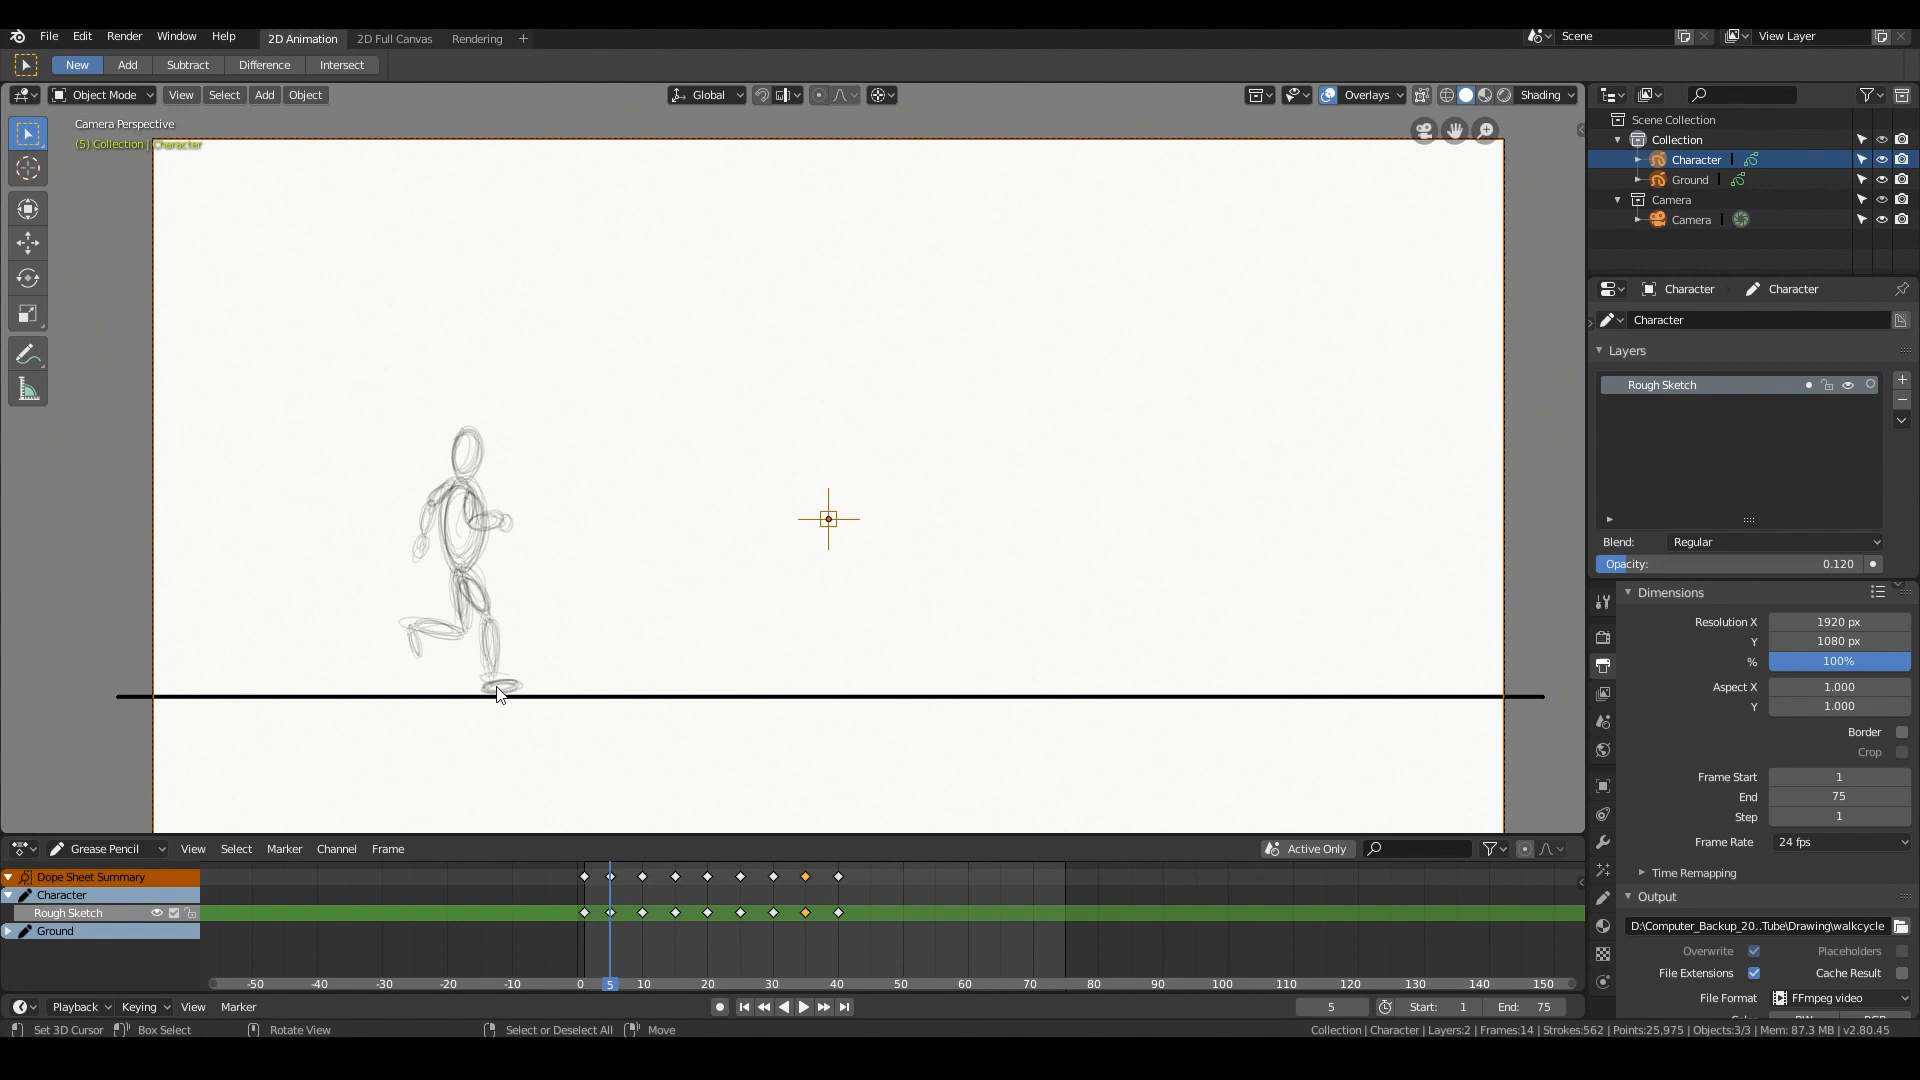 File Edit Render Window Help 2D Animation 2D Full Canvas Rendering + Scene View Layer
New Add Subtract Difference Intersect
Object Mode View Select Add Object Global Overlays Shading
Camera Perspective
(5) Collection | Character
Scene Collection
Collection
Character
Ground
Camera
Camera
Character Character
Character
Layers
Rough Sketch
Blend: Regular
Opacity: 0.120
Dimensions
Resolution X 1920 px
Y 1080 px
% 100%
Aspect X 1.000
Y 1.000
Border
Crop
Frame Start 1
End 75
Step 1
Frame Rate 24 fps
Time Remapping
Output
D:\Computer_Backup_20..Tube\Drawing\walkcycle
Overwrite Placeholders
File Extensions Cache Result
File Format FFmpeg video
Grease Pencil View Select Marker Channel Frame Active Only
Dope Sheet Summary
Character
Rough Sketch
Ground
-50 -40 -30 -20 -10 0 5 10 20 30 40 50 60 70 80 90 100 110 120 130 140 150
Playback Keying View Marker 5 Start: 1 End: 75
Set 3D Cursor Box Select Rotate View Select or Deselect All Move Collection | Character | Layers:2 | Frames:14 | Strokes:562 | Points:25,975 | Objects:3/3 | Mem: 87.3 MB | v2.80.45